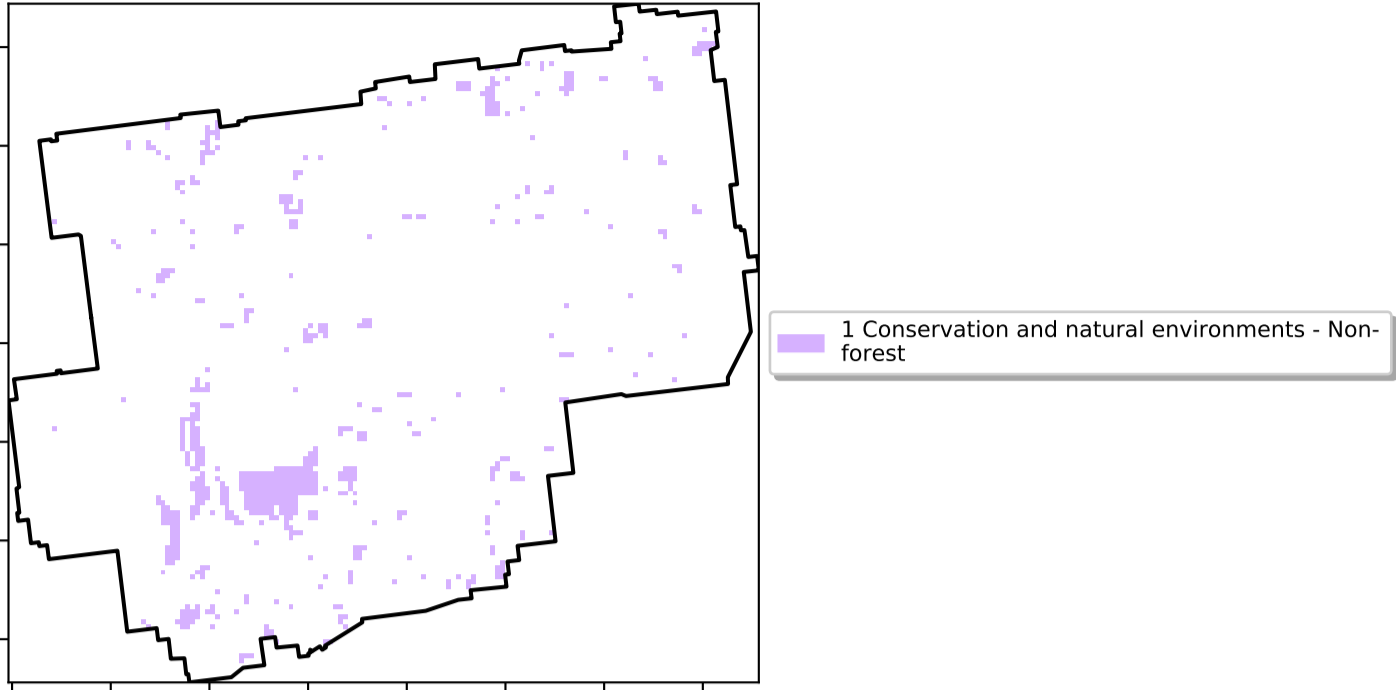 1 Conservation and natural environments - Non-
forest